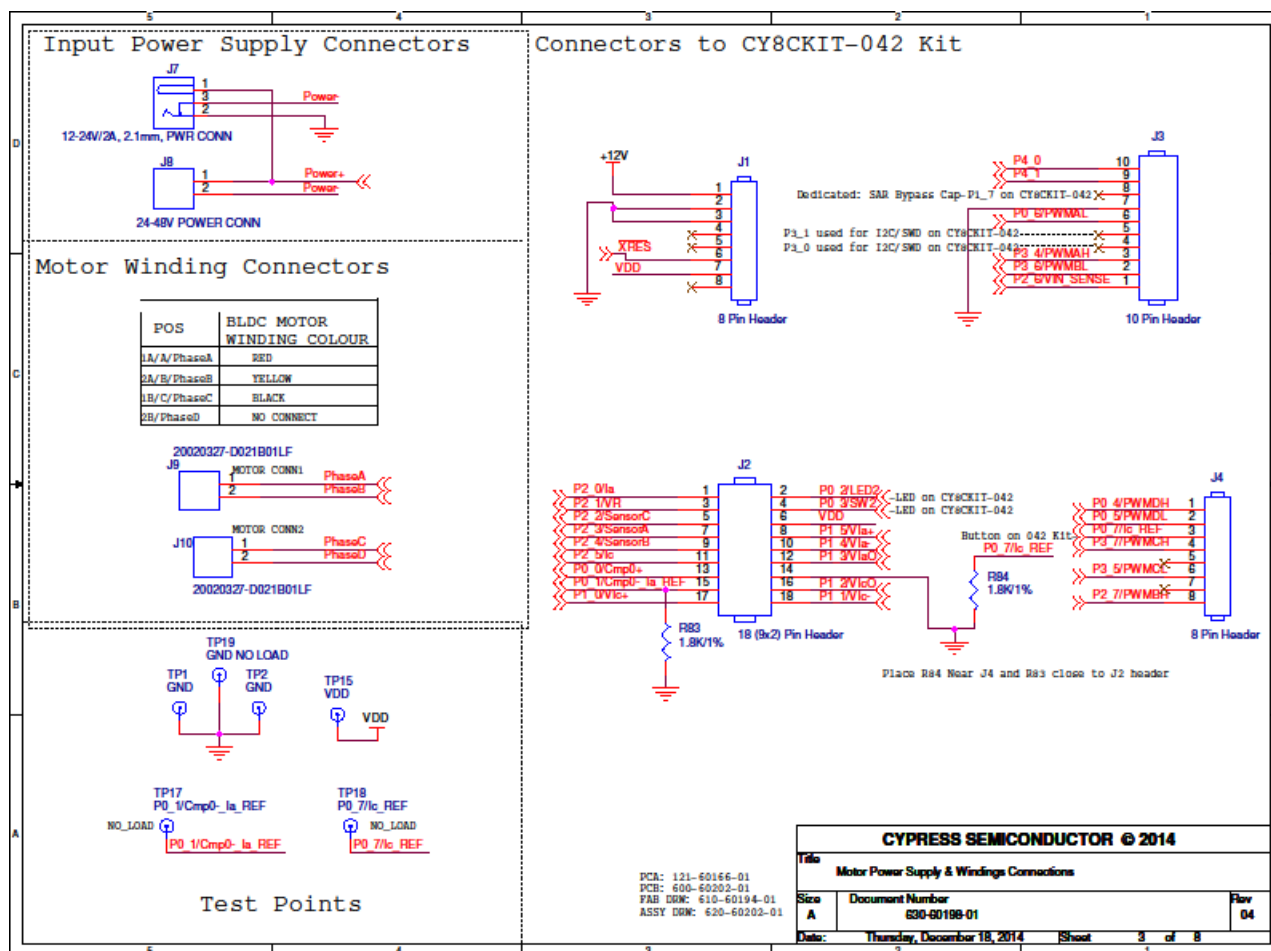 5 4 3 2 1
Input Power Supply Connectors
J7
1
3
2
Power-
12-24V/2A, 2.1mm, PWR CONN
J8
1
2
Power+
Power-
24-48V POWER CONN
Connectors to CY8CKIT-042 Kit
+12V
J1
1
2
3
4
5
6
7
8
XRES
VDD
8 Pin Header
J3
P4_0
P4_1
Dedicated: SAR Bypass Cap-P1_7 on CY8CKIT-042
P0_6/PWMAL
P3_1 used for I2C/SWD on CY8CKIT-042
P3_0 used for I2C/SWD on CY8CKIT-042
P3_4/PWMAH
P3_6/PWMBL
P2_6/VIN_SENSE
10
9
8
7
6
5
4
3
2
1
10 Pin Header
Motor Winding Connectors
POS BLDC MOTOR WINDING COLOUR
1A/A/PhaseA RED
2A/B/PhaseB YELLOW
1B/C/PhaseC BLACK
2B/PhaseD NO CONNECT
20020327-D021B01LF
J9
MOTOR CONN1
1 PhaseA
2 PhaseB
MOTOR CONN2
J10
1 PhaseC
2 PhaseD
20020327-D021B01LF
J2
P2_0/Ia 1
P2_1/VR 3
P2_2/SensorC 5
P2_3/SensorA 7
P2_4/SensorB 9
P2_5/Ic 11
P0_0/Cmp0+ 13
P0_1/Cmp0-_Ia_REF 15
P1_0/VIc+ 17
2 P0_2/LED2 -LED on CY8CKIT-042
4 P0_3/SW2 -LED on CY8CKIT-042
6 VDD
8 P1_5/VIa+
10 P1_4/VIa-
12 P1_3/VIaO
14
16 P1_2/VIcO
18 P1_1/VIc-
R83
1.8K/1%
18 (9x2) Pin Header
Button on 042 Kit
P0_7/Ic_REF
R84
1.8K/1%
J4
P0_4/PWMDH 1
P0_5/PWMDL 2
P0_7/Ic_REF 3
P3_7/PWMCH 4
5
P3_5/PWMCL 6
7
P2_7/PWMBH 8
8 Pin Header
Place R84 Near J4 and R83 close to J2 header
TP19
GND NO LOAD
TP1
GND
TP2
GND
TP15
VDD
VDD
TP17
P0_1/Cmp0-_Ia_REF
NO_LOAD
P0_1/Cmp0-_Ia_REF
TP18
P0_7/Ic_REF
NO_LOAD
P0_7/Ic_REF
Test Points
PCA: 121-60166-01
PCB: 600-60202-01
FAB DRW: 610-60194-01
ASSY DRW: 620-60202-01
CYPRESS SEMICONDUCTOR © 2014
Title
Motor Power Supply & Windings Connections
Size Document Number Rev
A 630-60198-01 04
Date: Thursday, December 18, 2014 Sheet 3 of 8
D
C
B
A
5 4 3 2 1